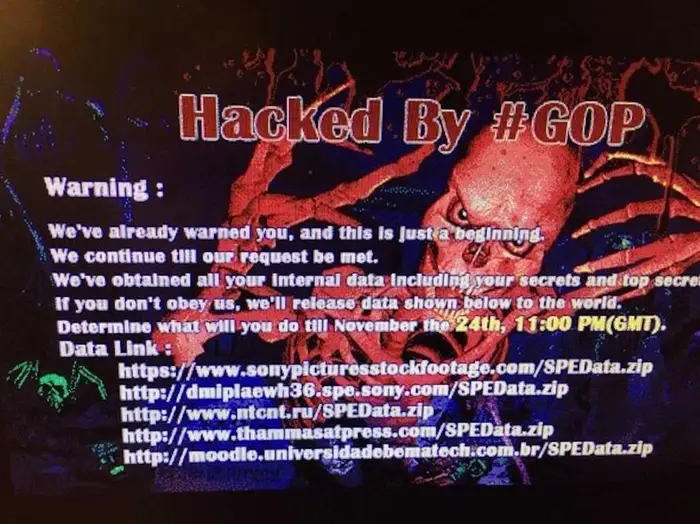 Hacked By #GOP
Warning :
We've already warned you, and this is just a beginning.
We continue till our request be met.
We've obtained all your internal data including your secrets and top secre
If you don't obey us, we'll release data shown below to the world.
Determine what will you do till November the 24th, 11:00 PM(GMT).
Data Link :
https://www.sonypicturesstockfootage.com/SPEData.zip
http://dmiplaewh36.spe.sony.com/SPEData.zip
http://www.ntcnt.ru/SPEData.zip
http://www.thammasatpress.com/SPEData.zip
http://moodle.universidadebematech.com.br/SPEData.zip